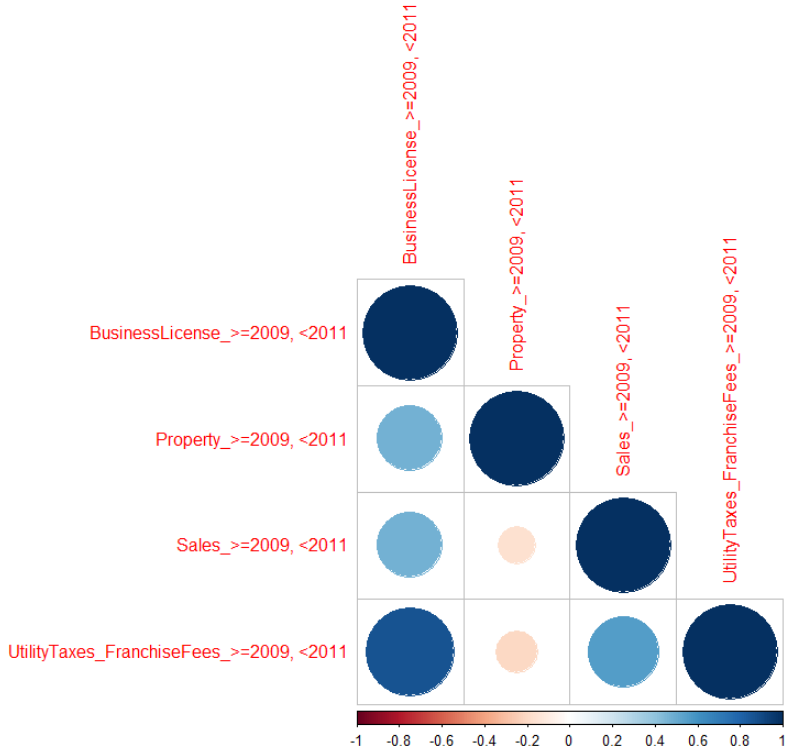 BusinessLicense_>=2009, <2011
Property_>=2009, <2011
Sales_>=2009, <2011
UtilityTaxes_FranchiseFees_>=2009, <2011
BusinessLicense_>=2009, <2011
Property_>=2009, <2011
Sales_>=2009, <2011
UtilityTaxes_FranchiseFees_>=2009, <2011
-1 -0.8 -0.6 -0.4 -0.2 0 0.2 0.4 0.6 0.8 1